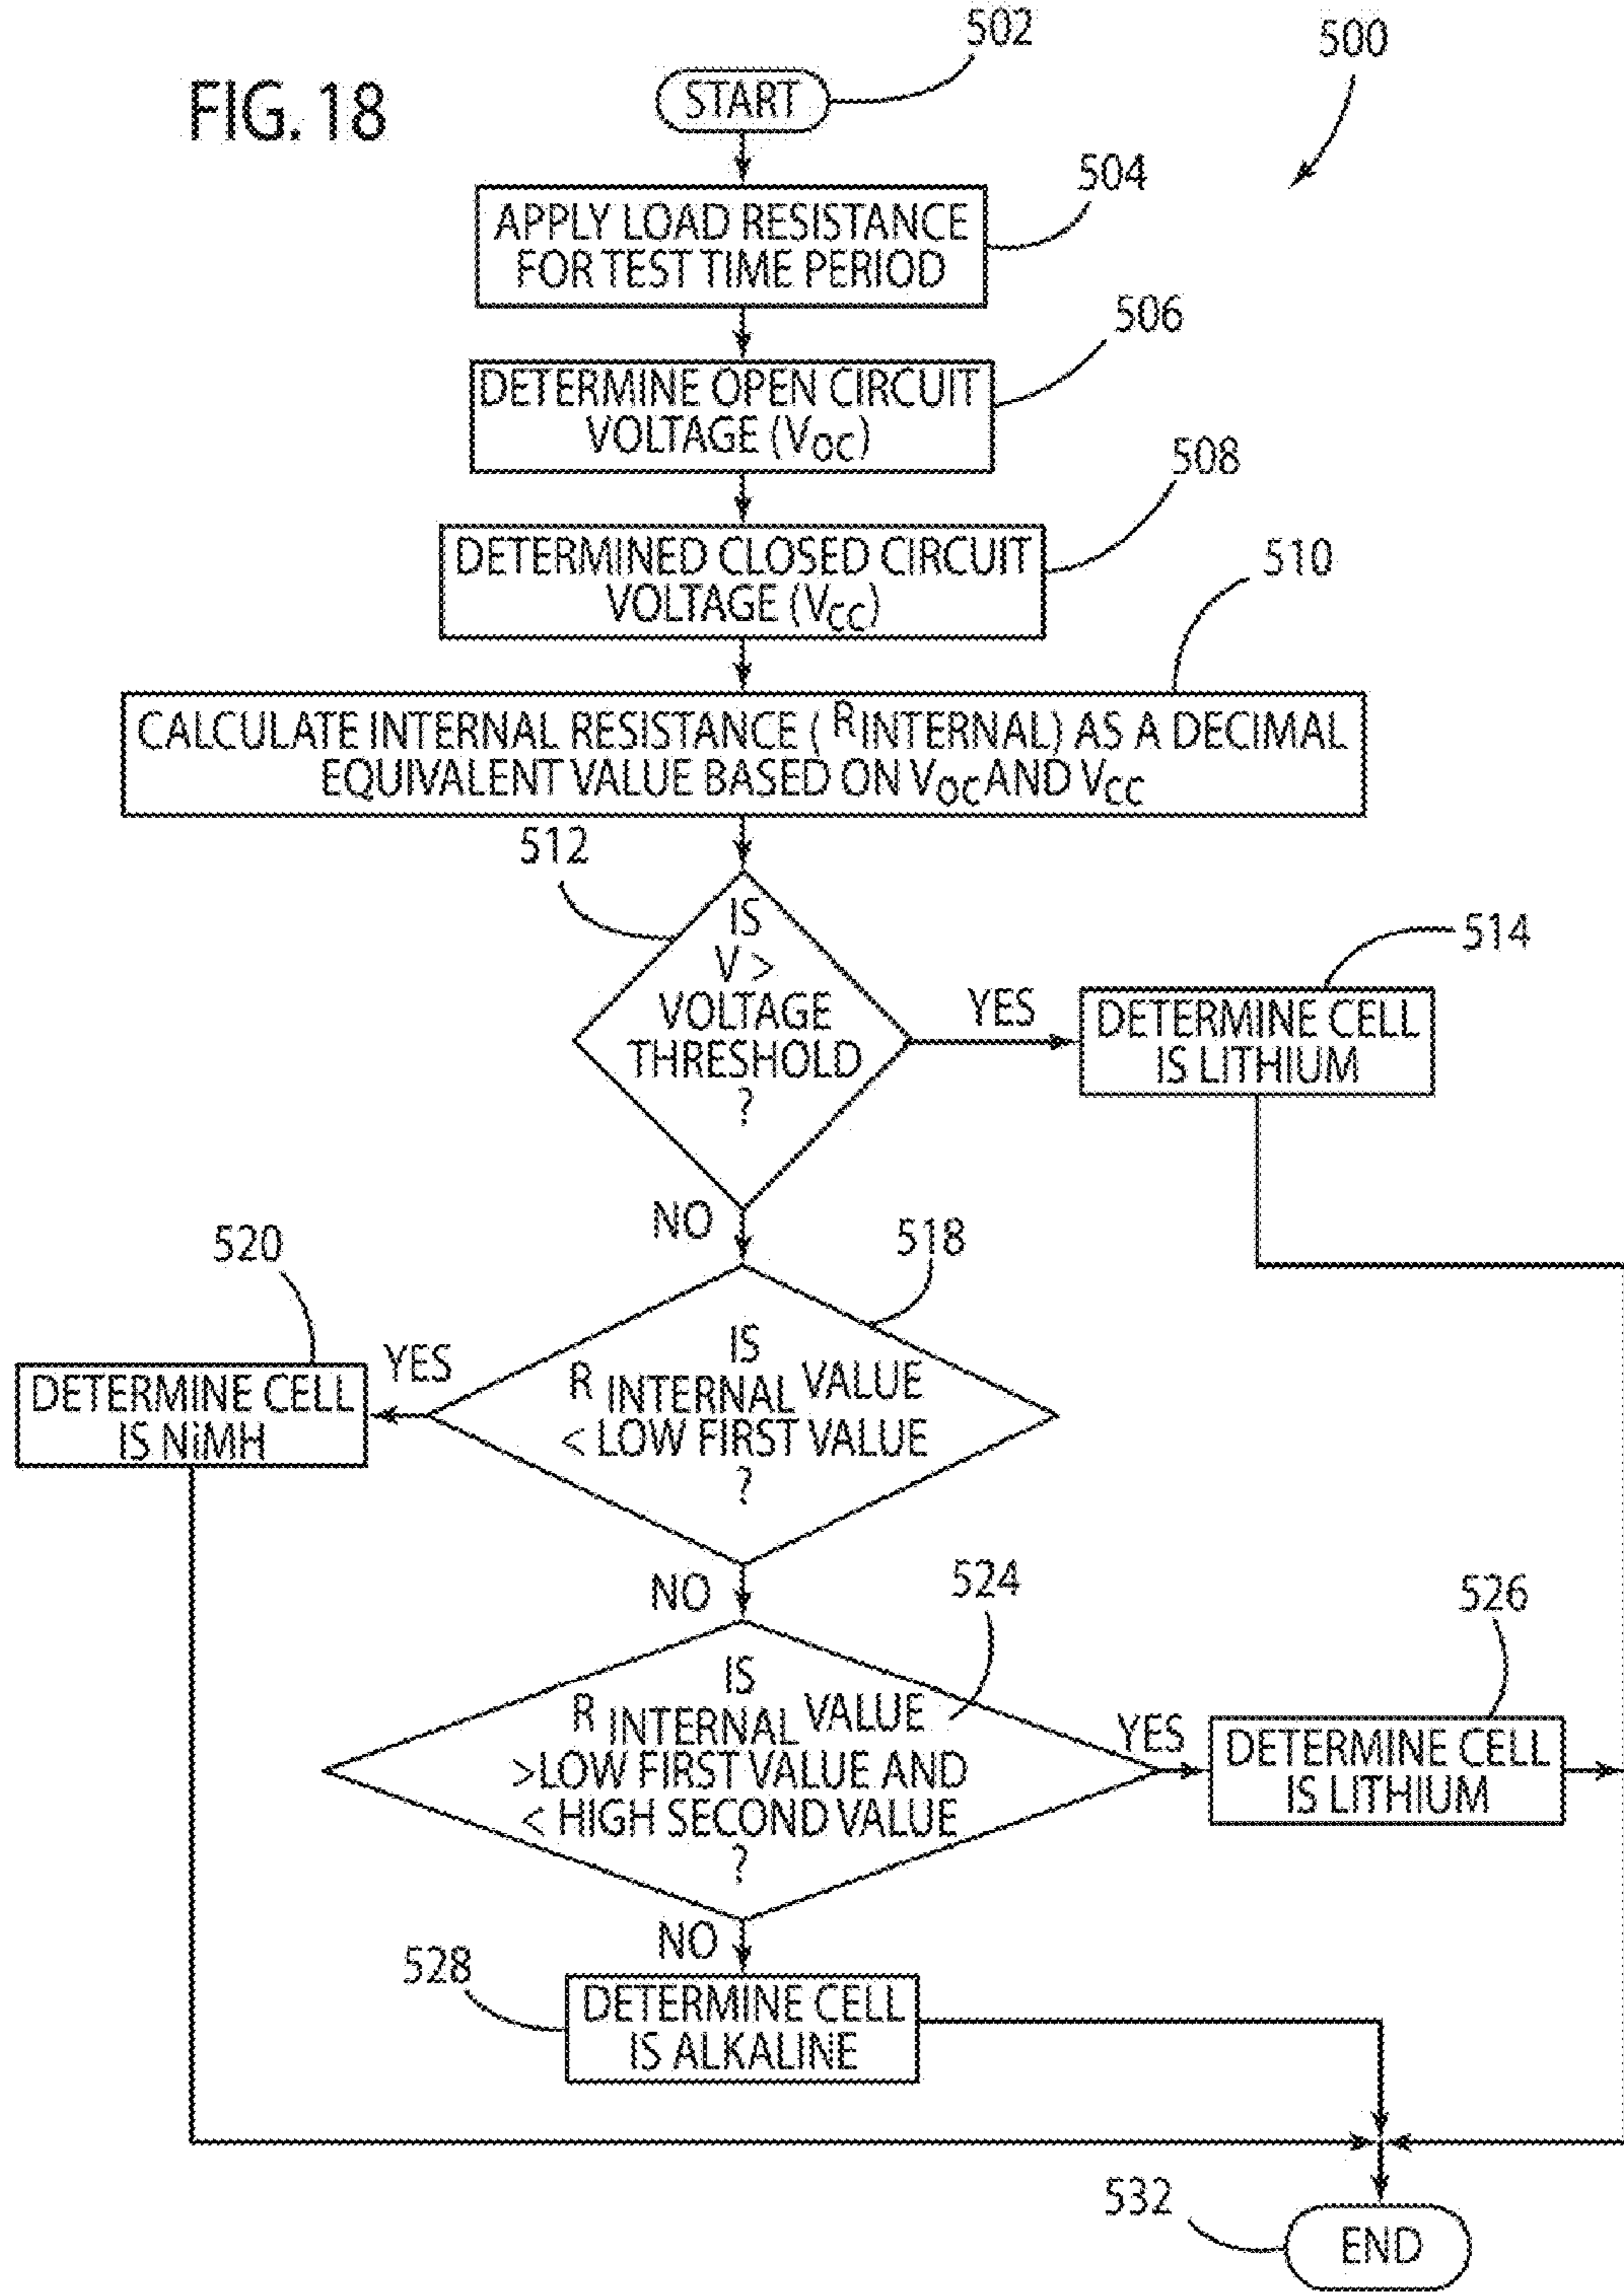 FIG. 18
502
500
START
504
APPLY LOAD RESISTANCE
FOR TEST TIME PERIOD
506
DETERMINE OPEN CIRCUIT
VOLTAGE (VOC)
508
DETERMINED CLOSED CIRCUIT
VOLTAGE (VCC)
510
CALCULATE INTERNAL RESISTANCE ( RINTERNAL) AS A DECIMAL
EQUIVALENT VALUE BASED ON VOC AND VCC
512
IS
V >
VOLTAGE
THRESHOLD
?
YES
514
DETERMINE CELL
IS LITHIUM
NO
518
520
IS
R INTERNAL VALUE
< LOW FIRST VALUE
?
YES
DETERMINE CELL
IS NiMH
NO
524
526
IS
R INTERNAL VALUE
>LOW FIRST VALUE AND
< HIGH SECOND VALUE
?
YES
DETERMINE CELL
IS LITHIUM
NO
528
DETERMINE CELL
IS ALKALINE
532
END